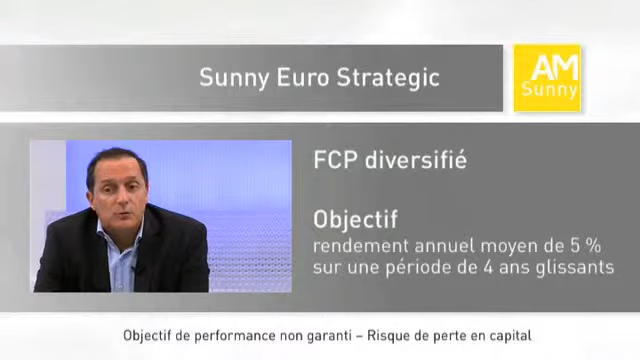 Sunny Euro Strategic
AM
Sunny
FCP diversifié
Objectif
rendement annuel moyen de 5 %
sur une période de 4 ans glissants
Objectif de performance non garanti – Risque de perte en capital